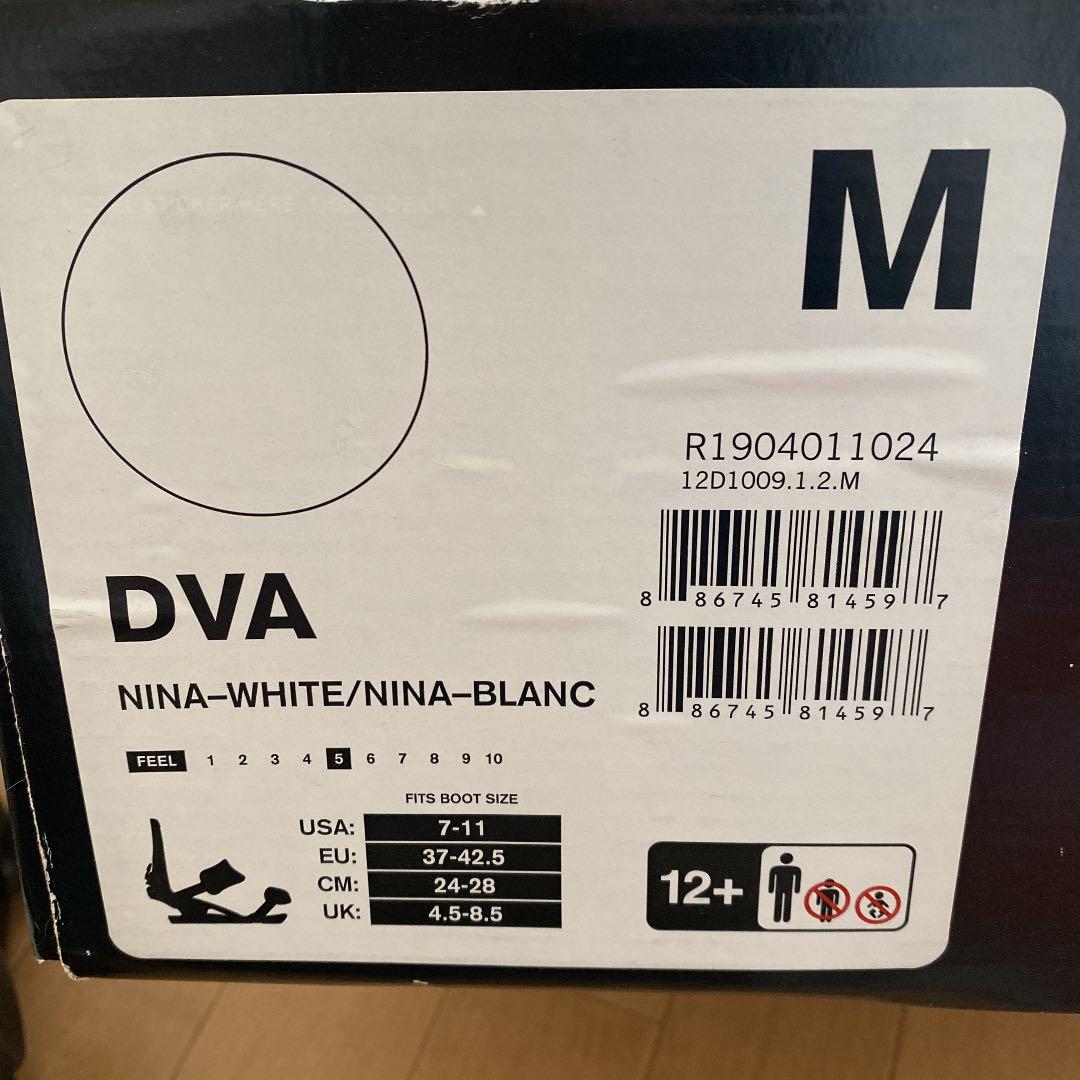 M
R1904011024
12D1009.1.2.M
8 86745 81459 7
8 86745 81459 7
DVA
NINA–WHITE/NINA–BLANC
FEEL 1 2 3 4 5 6 7 8 9 10
FITS BOOT SIZE
USA: 7-11
EU: 37-42.5
CM: 24-28
UK: 4.5-8.5
12+